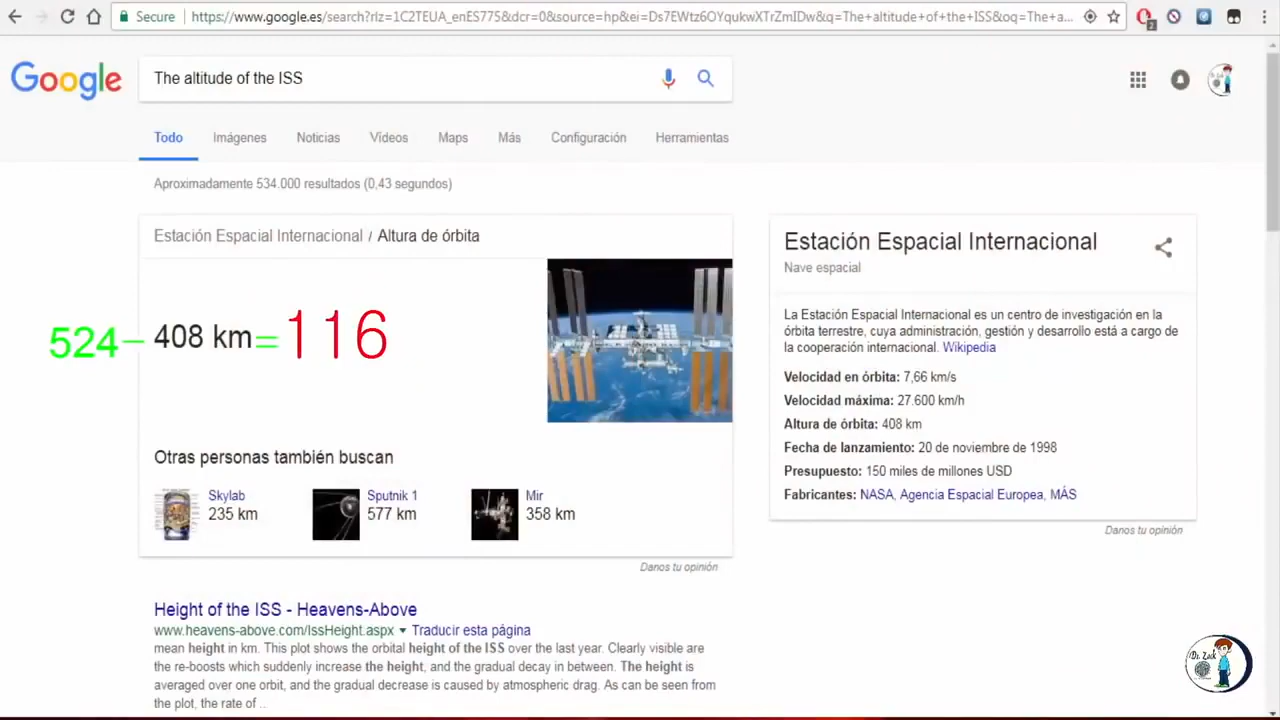 Secure https://www.google.es/search?rlz=1C2TEUA_enES775&dcr=0&source=hp&ei=Ds7EWtz6OYqukwXTrZmIDw&q=The+altitude+of+the+ISS&oq=The+a...
2
Google The altitude of the ISS
Todo Imágenes Noticias Vídeos Maps Más Configuración Herramientas
Aproximadamente 534.000 resultados (0,43 segundos)
Estación Espacial Internacional / Altura de órbita
524 – 408 km = 116
Otras personas también buscan
Skylab Sputnik 1 Mir
235 km 577 km 358 km
Danos tu opinión
Estación Espacial Internacional
Nave espacial
La Estación Espacial Internacional es un centro de investigación en la
órbita terrestre, cuya administración, gestión y desarrollo está a cargo de
la cooperación internacional. Wikipedia
Velocidad en órbita: 7,66 km/s
Velocidad máxima: 27.600 km/h
Altura de órbita: 408 km
Fecha de lanzamiento: 20 de noviembre de 1998
Presupuesto: 150 miles de millones USD
Fabricantes: NASA, Agencia Espacial Europea, MÁS
Danos tu opinión
Height of the ISS - Heavens-Above
www.heavens-above.com/IssHeight.aspx ▾ Traducir esta página
mean height in km. This plot shows the orbital height of the ISS over the last year. Clearly visible are
the re-boosts which suddenly increase the height, and the gradual decay in between. The height is
averaged over one orbit, and the gradual decrease is caused by atmospheric drag. As can be seen from
the plot, the rate of ..
Dr. Zack